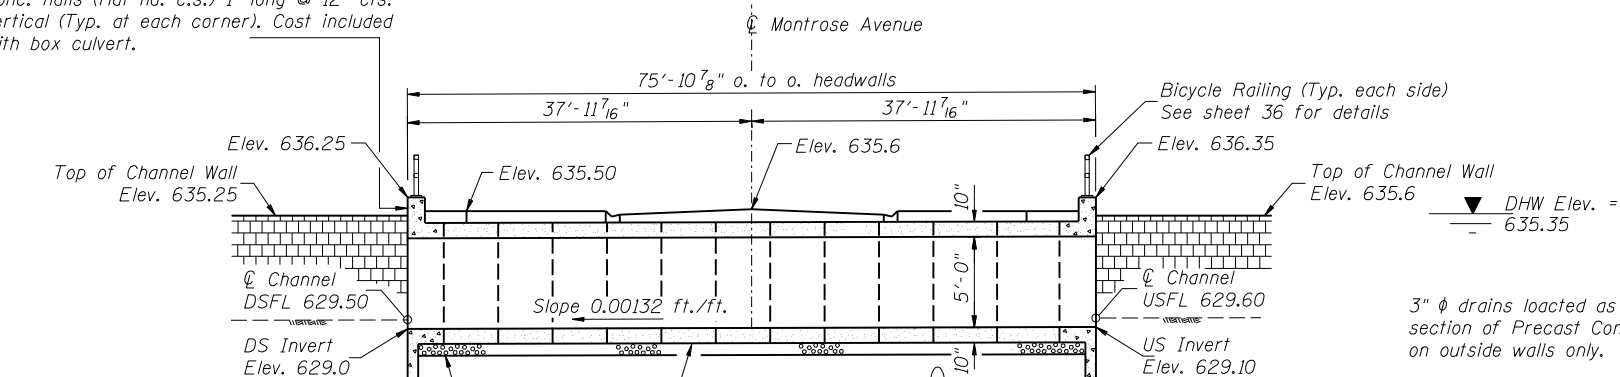 long @ 12" cts.
vertical (Typ. at each corner). Cost included
with box culvert.
℄ Montrose Avenue
75'-10 7/8" o. to o. headwalls
37'-11 7/16"
37'-11 7/16"
Bicycle Railing (Typ. each side)
See sheet 36 for details
Elev. 636.25
Elev. 635.6
Elev. 636.35
Top of Channel Wall
Elev. 635.25
Elev. 635.50
10"
Top of Channel Wall
Elev. 635.6
DHW Elev. =
635.35
℄ Channel
DSFL 629.50
Slope 0.00132 ft./ft.
5'-0"
℄ Channel
USFL 629.60
3" ϕ drains loacted as
section of Precast Con
on outside walls only.
DS Invert
Elev. 629.0
10"
US Invert
Elev. 629.10